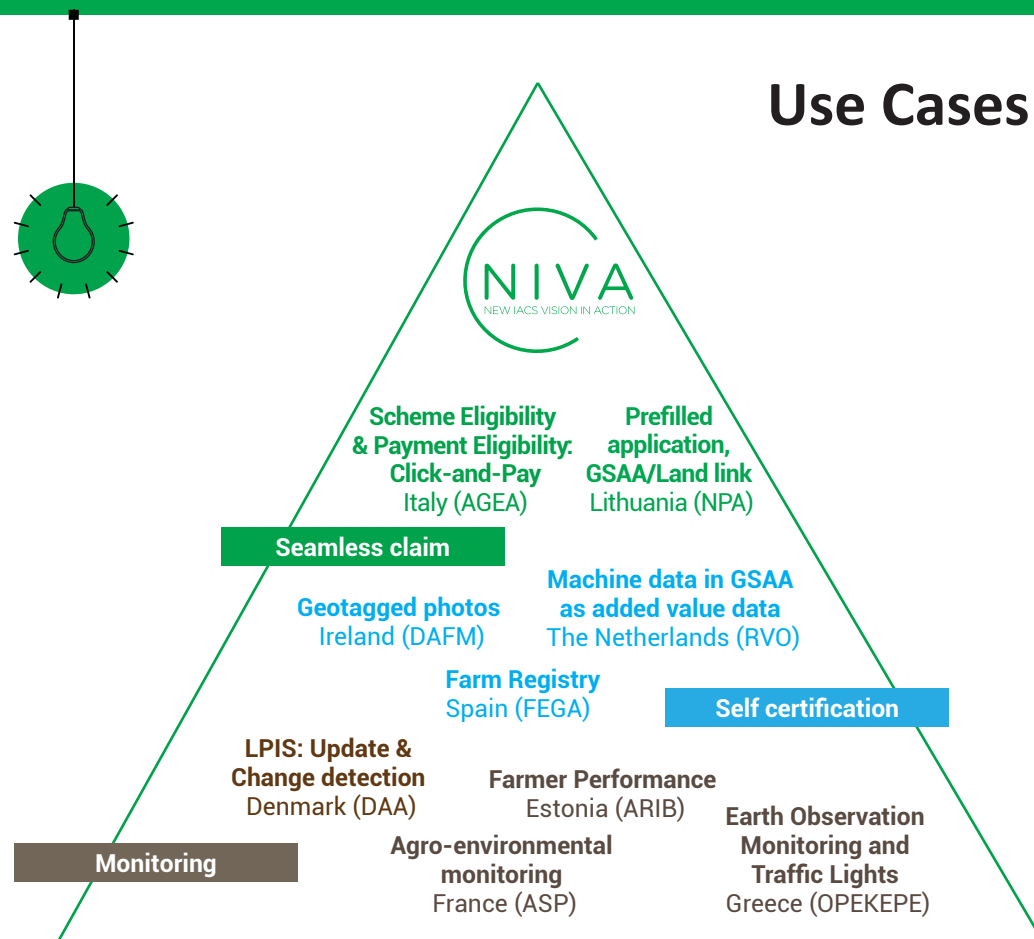 Use Cases
NIVA
NEW IACS VISION IN ACTION
Scheme Eligibility
& Payment Eligibility:
Click-and-Pay
Italy (AGEA)
Prefilled
application,
GSAA/Land link
Lithuania (NPA)
Seamless claim
Geotagged photos
Ireland (DAFM)
Machine data in GSAA
as added value data
The Netherlands (RVO)
Farm Registry
Spain (FEGA)
Self certification
LPIS: Update &
Change detection
Denmark (DAA)
Farmer Performance
Estonia (ARIB)
Earth Observation
Monitoring and
Traffic Lights
Greece (OPEKEPE)
Monitoring
Agro-environmental
monitoring
France (ASP)